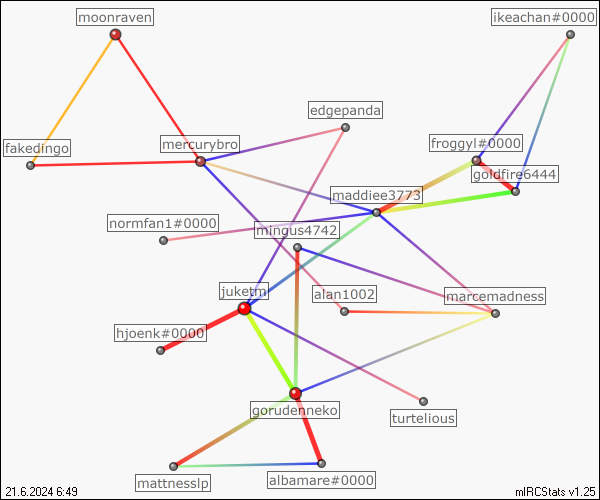 moonraven
ikeachan#0000
edgepanda
fakedingo
mercurybro
froggyl#0000
goldfire6444
maddiee3773
normfan1#0000
mingus4742
juketm
alan1002
marcemadness
hjoenk#0000
gorudenneko
turtelious
mattnesslp
albamare#0000
21.6.2024 6:49
mIRCStats v1.25